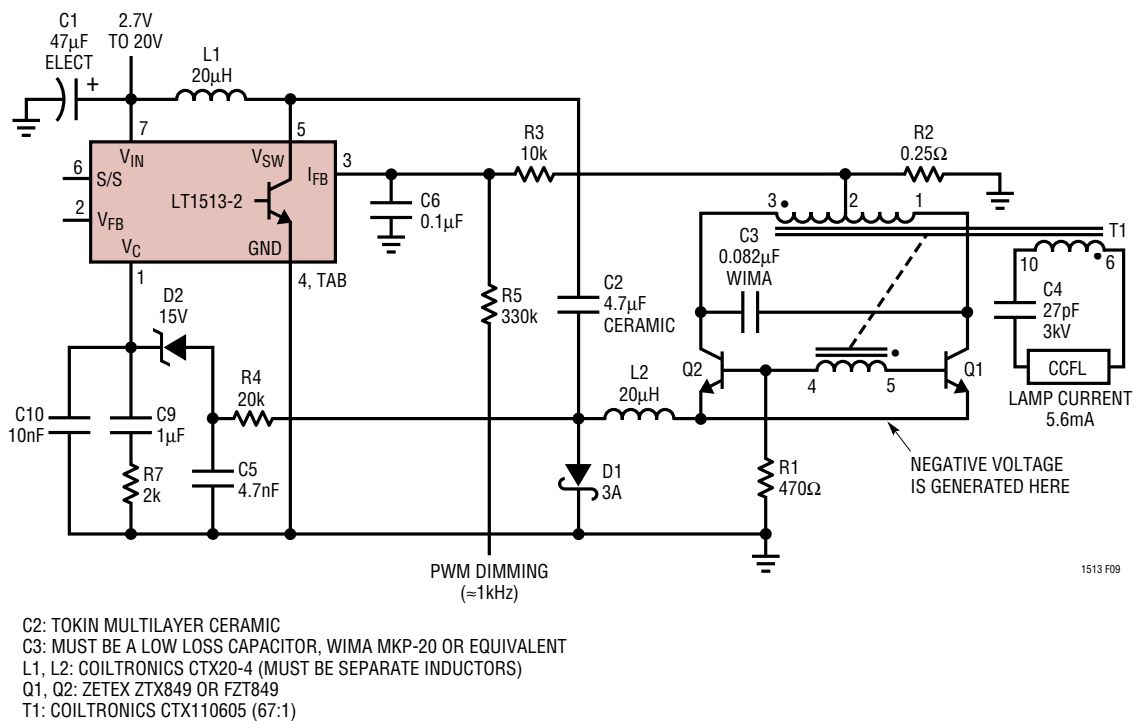 C1
47µF
ELECT
+
2.7V
TO 20V
L1
20µH
7
5
VIN
VSW
6
S/S
3
IFB
LT1513-2
2
VFB
VC
GND
1
4, TAB
R3
10k
R2
0.25Ω
C6
0.1µF
3
2
1
T1
C3
0.082µF
WIMA
10
6
C4
27pF
3kV
CCFL
LAMP CURRENT
5.6mA
D2
15V
R5
330k
C2
4.7µF
CERAMIC
Q2
Q1
4
5
L2
20µH
R4
20k
C10
10nF
C9
1µF
R7
2k
C5
4.7nF
D1
3A
R1
470Ω
NEGATIVE VOLTAGE
IS GENERATED HERE
PWM DIMMING
(≈1kHz)
1513 F09
C2: TOKIN MULTILAYER CERAMIC
C3: MUST BE A LOW LOSS CAPACITOR, WIMA MKP-20 OR EQUIVALENT
L1, L2: COILTRONICS CTX20-4 (MUST BE SEPARATE INDUCTORS)
Q1, Q2: ZETEX ZTX849 OR FZT849
T1: COILTRONICS CTX110605 (67:1)